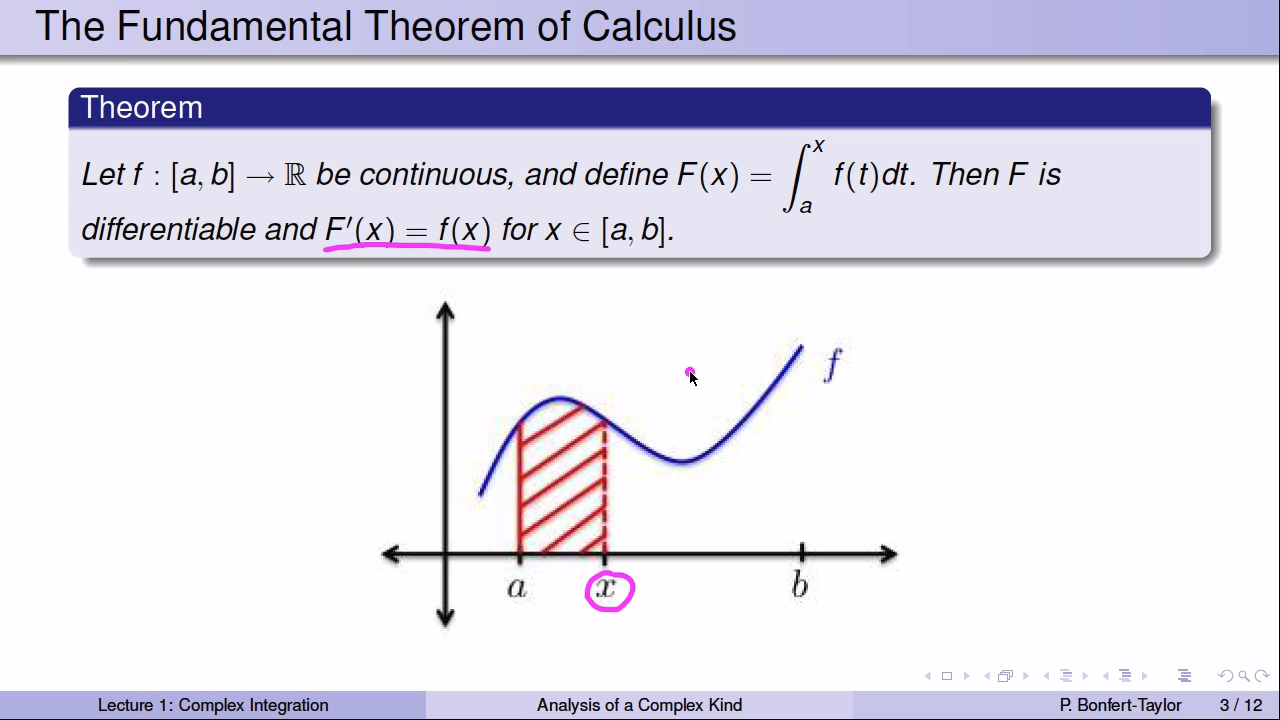 The Fundamental Theorem of Calculus
Theorem
Let f : [a, b] → ℝ be continuous, and define F(x) = ∫ₐˣ f(t)dt. Then F is
differentiable and F′(x) = f(x) for x ∈ [a, b].
f
a x b
Lecture 1: Complex Integration Analysis of a Complex Kind P. Bonfert-Taylor 3 / 12